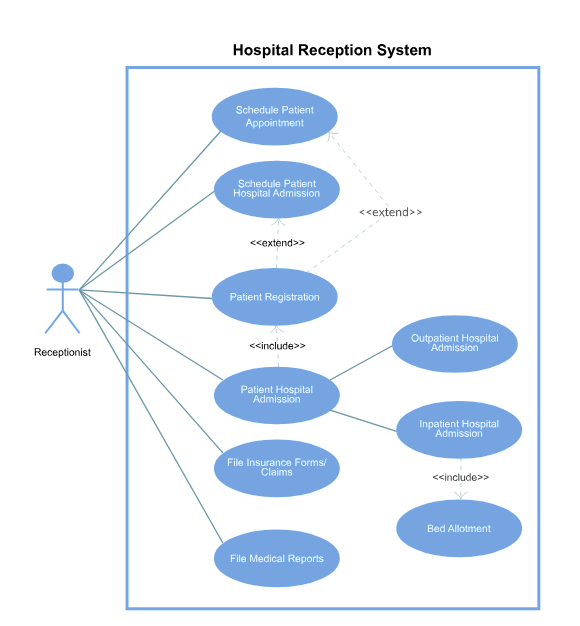 Hospital Reception System
Schedule Patient
Appointment
Schedule Patient
Hospital Admission
<<extend>>
<<extend>>
Patient Registration
Receptionist
<<include>>
Outpatient Hospital
Admission
Patient Hospital
Admission
Inpatient Hospital
Admission
File Insurance Forms/
Claims
<<include>>
Bed Allotment
File Medical Reports